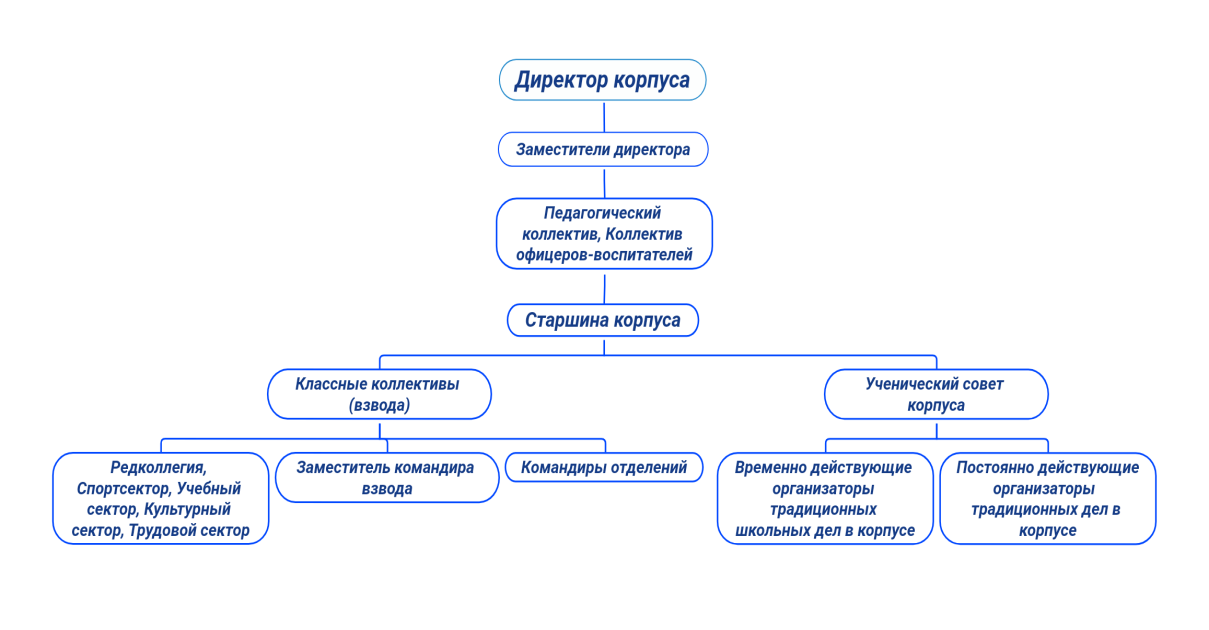 Директор корпуса
Заместители директора
Педагогический
коллектив, Коллектив
офицеров-воспитателей
Старшина корпуса
Классные коллективы
(взвода)
Ученический совет
корпуса
Редколлегия,
Спортсектор, Учебный
сектор, Культурный
сектор, Трудовой сектор
Заместитель командира
взвода
Командиры отделений
Временно действующие
организаторы
традиционных
школьных дел в корпусе
Постоянно действующие
организаторы
традиционных дел в
корпусе